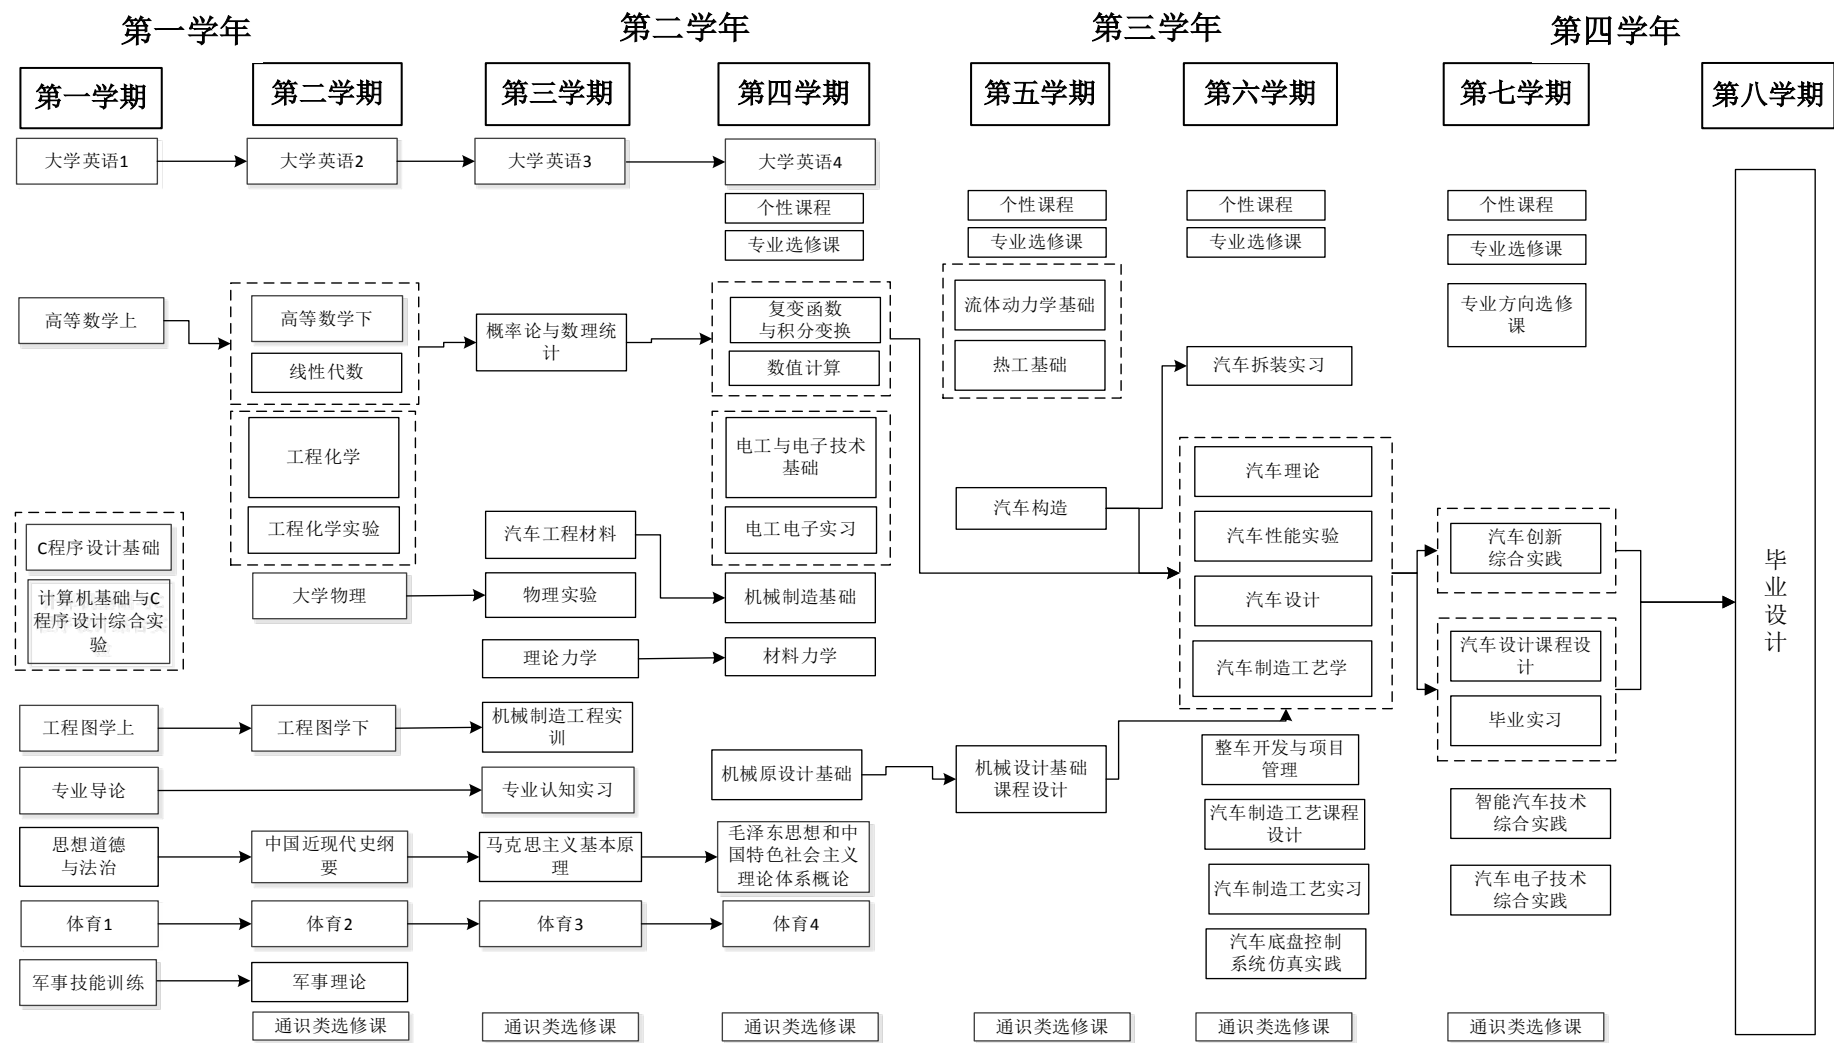 第一学年
第二学年
第三学年
第四学年
第一学期
第二学期
第三学期
第四学期
第五学期
第六学期
第七学期
第八学期
大学英语1
大学英语2
大学英语3
大学英语4
个性课程
个性课程
个性课程
个性课程
专业选修课
专业选修课
专业选修课
专业选修课
高等数学上
高等数学下
线性代数
概率论与数理统
计
复变函数
与积分变换
数值计算
流体动力学基础
热工基础
专业方向选修
课
汽车拆装实习
工程化学
工程化学实验
电工与电子技术
基础
电工电子实习
汽车构造
汽车理论
汽车性能实验
汽车设计
汽车制造工艺学
C程序设计基础
计算机基础与C
程序设计综合实
验
汽车工程材料
大学物理
物理实验
机械制造基础
理论力学
材料力学
汽车创新
综合实践
汽车设计课程设
计
毕业实习
毕业设计
工程图学上
工程图学下
机械制造工程实
训
机械原设计基础
机械设计基础
课程设计
整车开发与项目
管理
专业导论
专业认知实习
汽车制造工艺课程
设计
智能汽车技术
综合实践
思想道德
与法治
中国近现代史纲
要
马克思主义基本原
理
毛泽东思想和中
国特色社会主义
理论体系概论
汽车制造工艺实习
汽车电子技术
综合实践
体育1
体育2
体育3
体育4
汽车底盘控制
系统仿真实践
军事技能训练
军事理论
通识类选修课
通识类选修课
通识类选修课
通识类选修课
通识类选修课
通识类选修课